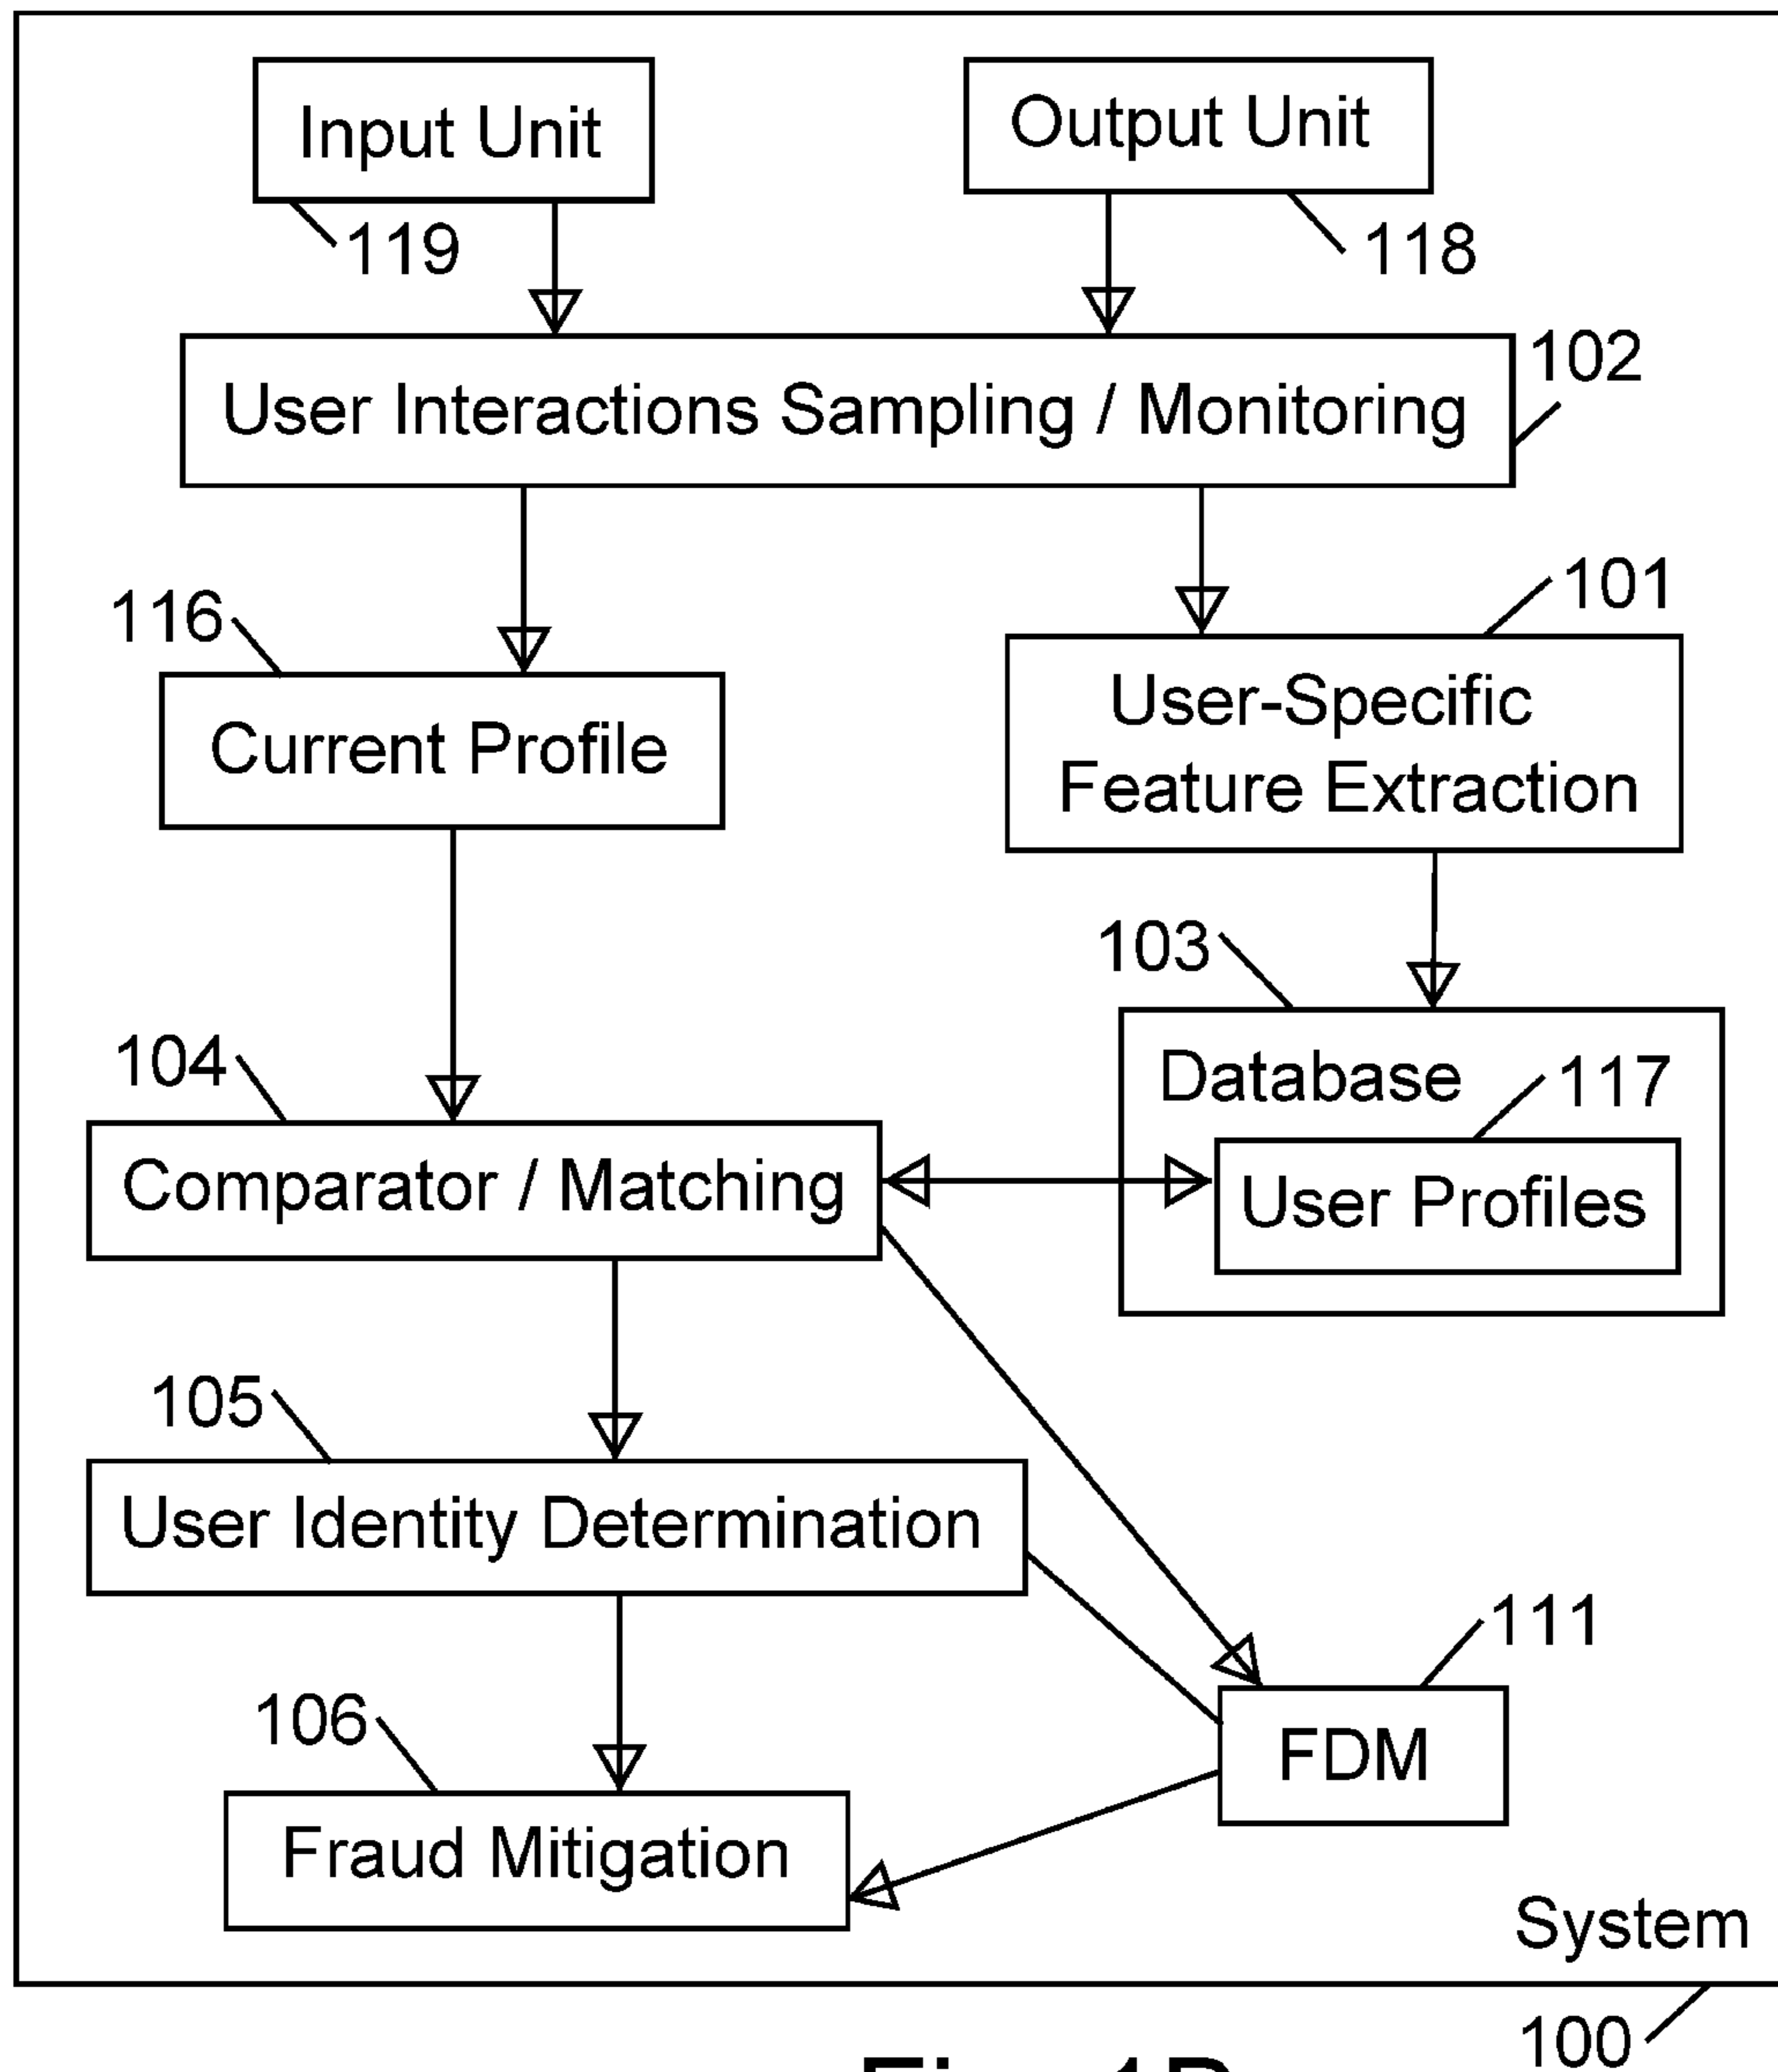 Input Unit
Output Unit
119
118
102
User Interactions Sampling / Monitoring
101
116
User-Specific
Feature Extraction
Current Profile
103
104
Database
117
Comparator / Matching
User Profiles
105
User Identity Determination
111
106
FDM
Fraud Mitigation
System
100